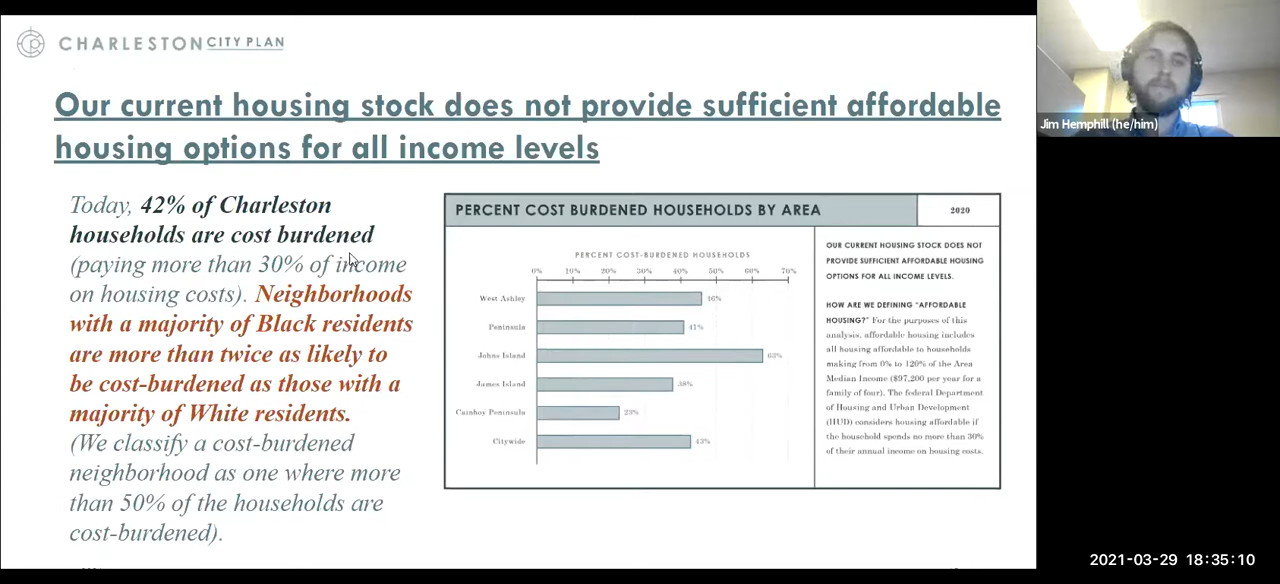 CHARLESTON CITY PLAN
Our current housing stock does not provide sufficient affordable
housing options for all income levels
Today, 42% of Charleston
households are cost burdened
(paying more than 30% of income
on housing costs). Neighborhoods
with a majority of Black residents
are more than twice as likely to
be cost-burdened as those with a
majority of White residents.
(We classify a cost-burdened
neighborhood as one where more
than 50% of the households are
cost-burdened).
PERCENT COST BURDENED HOUSEHOLDS BY AREA
2020
PERCENT COST-BURDENED HOUSEHOLDS
0% 10% 20% 30% 40% 50% 60% 70%
West Ashley 46%
Peninsula 41%
Johns Island 63%
James Island 38%
Cainhoy Peninsula 23%
Citywide 43%
OUR CURRENT HOUSING STOCK DOES NOT
PROVIDE SUFFICIENT AFFORDABLE HOUSING
OPTIONS FOR ALL INCOME LEVELS.
HOW ARE WE DEFINING "AFFORDABLE
HOUSING?" For the purposes of this
analysis, affordable housing includes
all housing affordable to households
making from 0% to 120% of the Area
Median Income ($97,200 per year for a
family of four). The federal Department
of Housing and Urban Development
(HUD) considers housing affordable if
the household spends no more than 30%
of their annual income on housing costs.
Jim Hemphill (he/him)
2021-03-29 18:35:10